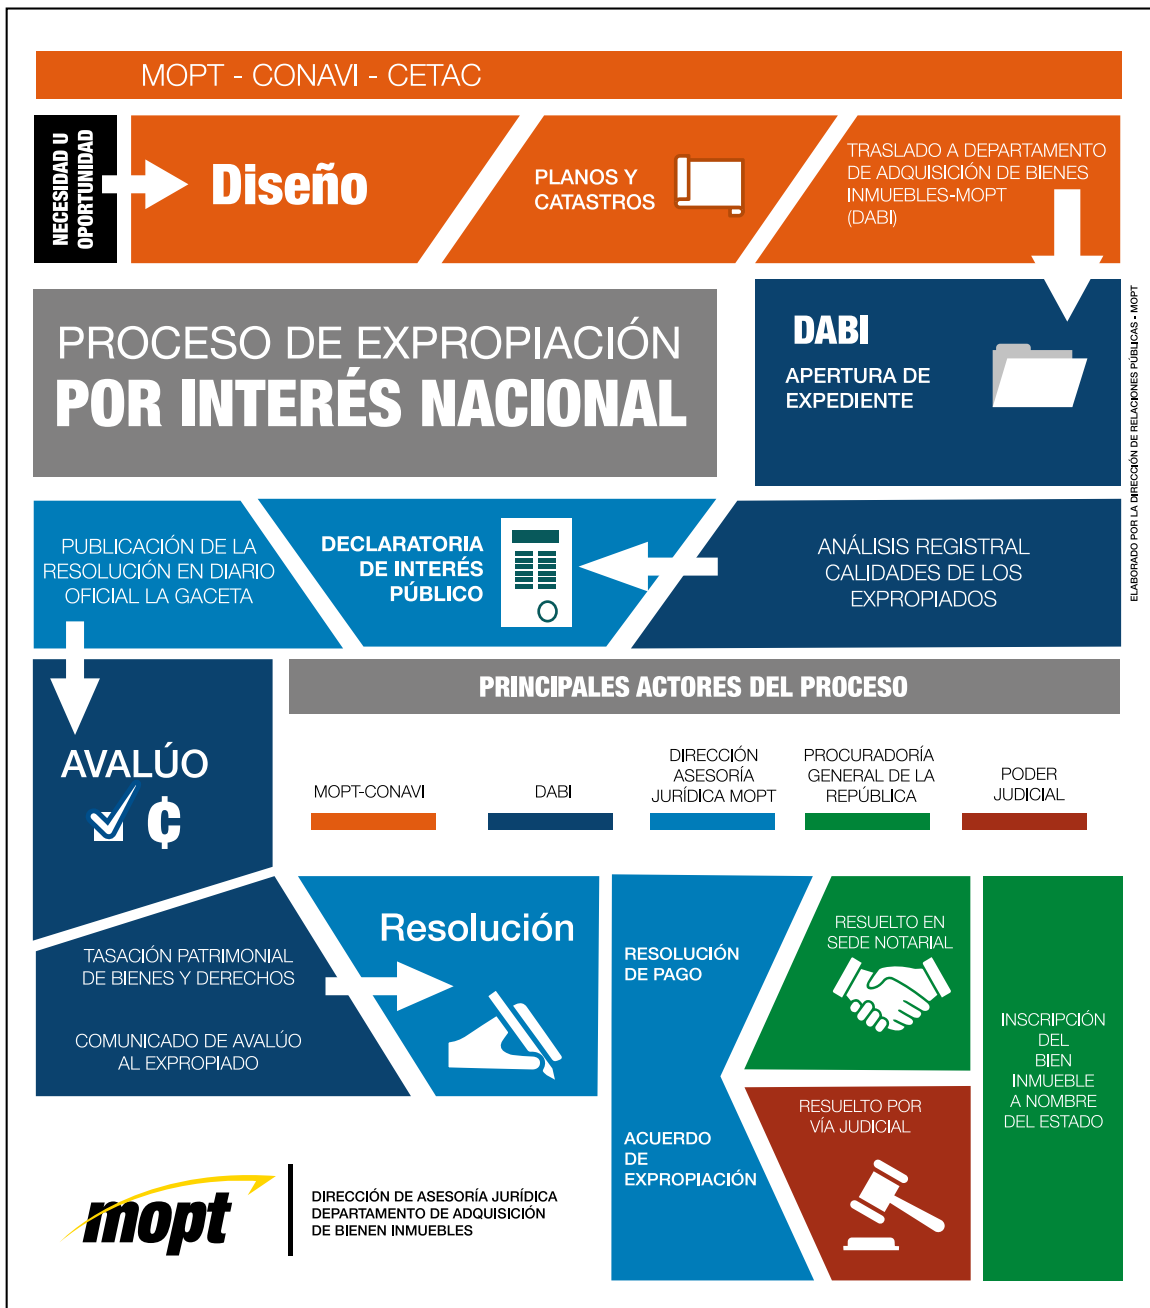 MOPT - CONAVI - CETAC
NECESIDAD U
OPORTUNIDAD
Diseño
PLANOS Y
CATASTROS
TRASLADO A DEPARTAMENTO
DE ADQUISICIÓN DE BIENES
INMUEBLES-MOPT
(DABI)
PROCESO DE EXPROPIACIÓN
POR INTERÉS NACIONAL
DABI
APERTURA DE
EXPEDIENTE
ELABORADO POR LA DIRECCIÓN DE RELACIONES PÚBLICAS - MOPT
PUBLICACIÓN DE LA
RESOLUCIÓN EN DIARIO
OFICIAL LA GACETA
DECLARATORIA
DE INTERÉS
PÚBLICO
ANÁLISIS REGISTRAL
CALIDADES DE LOS
EXPROPIADOS
AVALÚO
₵
PRINCIPALES ACTORES DEL PROCESO
MOPT-CONAVI
DABI
DIRECCIÓN
ASESORÍA
JURÍDICA MOPT
PROCURADORÍA
GENERAL DE LA
REPÚBLICA
PODER
JUDICIAL
TASACIÓN PATRIMONIAL
DE BIENES Y DERECHOS
COMUNICADO DE AVALÚO
AL EXPROPIADO
Resolución
RESOLUCIÓN
DE PAGO
ACUERDO
DE
EXPROPIACIÓN
RESUELTO EN
SEDE NOTARIAL
RESUELTO POR
VÍA JUDICIAL
INSCRIPCIÓN
DEL
BIEN
INMUEBLE
A NOMBRE
DEL ESTADO
mopt
DIRECCIÓN DE ASESORÍA JURÍDICA
DEPARTAMENTO DE ADQUISICIÓN
DE BIENEN INMUEBLES